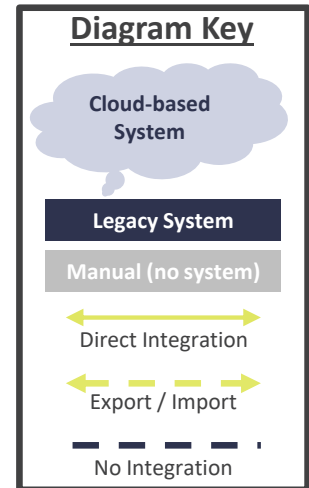 Diagram Key
Cloud-based
System
Legacy System
Manual (no system)
Direct Integration
Export / Import
No Integration